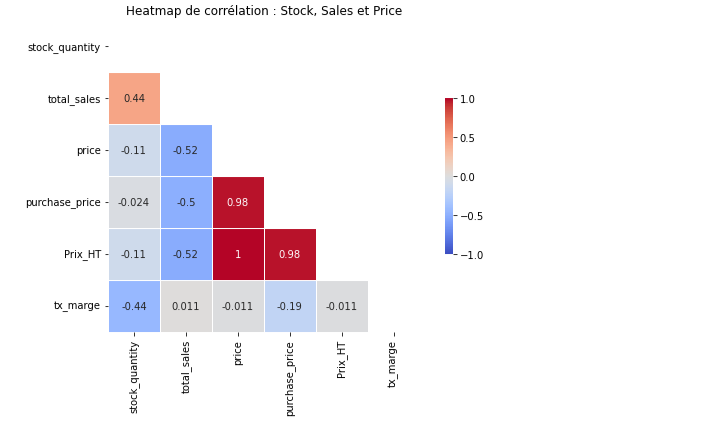 Heatmap de corrélation : Stock, Sales et Price
stock_quantity
total_sales
0.44
price
-0.11 -0.52
purchase_price
-0.024 -0.5 0.98
Prix_HT
-0.11 -0.52 1 0.98
tx_marge
-0.44 0.011 -0.011 -0.19 -0.011
stock_quantity
total_sales
price
purchase_price
Prix_HT
tx_marge
1.0
0.5
0.0
−0.5
−1.0